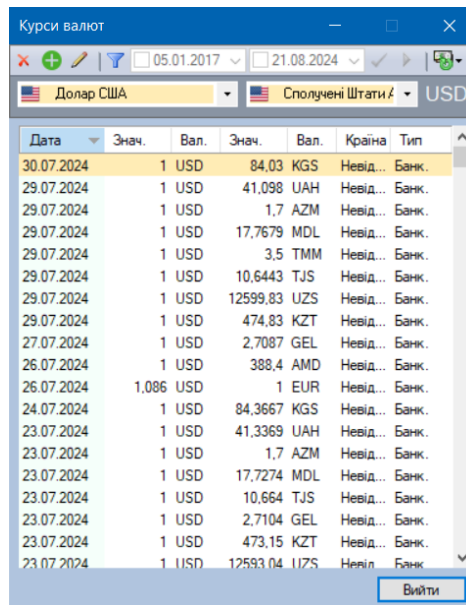 Курси валют
05.01.2017 21.08.2024
Долар США Сполучені Штати USD
Дата Знач. Вал. Знач. Вал. Країна Тип
30.07.2024 1 USD 84,03 KGS Невід... Банк.
29.07.2024 1 USD 41,098 UAH Невід... Банк.
29.07.2024 1 USD 1,7 AZM Невід... Банк.
29.07.2024 1 USD 17,7679 MDL Невід... Банк.
29.07.2024 1 USD 3,5 TMM Невід... Банк.
29.07.2024 1 USD 10,6443 TJS Невід... Банк.
29.07.2024 1 USD 12599,83 UZS Невід... Банк.
29.07.2024 1 USD 474,83 KZT Невід... Банк.
27.07.2024 1 USD 2,7087 GEL Невід... Банк.
26.07.2024 1 USD 388,4 AMD Невід... Банк.
26.07.2024 1,086 USD 1 EUR Невід... Банк.
24.07.2024 1 USD 84,3667 KGS Невід... Банк.
23.07.2024 1 USD 41,3369 UAH Невід... Банк.
23.07.2024 1 USD 1,7 AZM Невід... Банк.
23.07.2024 1 USD 17,7274 MDL Невід... Банк.
23.07.2024 1 USD 10,664 TJS Невід... Банк.
23.07.2024 1 USD 2,7104 GEL Невід... Банк.
23.07.2024 1 USD 473,15 KZT Невід... Банк.
23.07.2024 1 USD 12593,04 UZS Невід... Банк.
Вийти